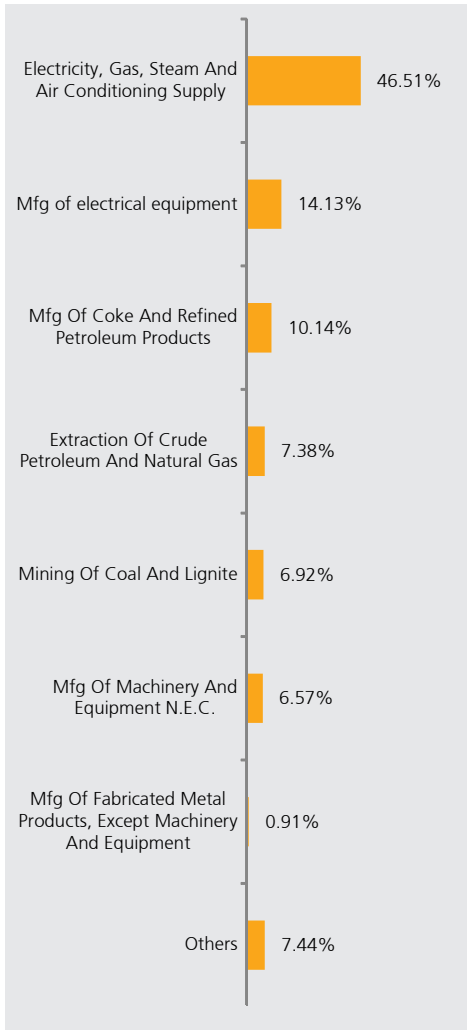 Electricity, Gas, Steam And
Air Conditioning Supply
46.51%
Mfg of electrical equipment
14.13%
Mfg Of Coke And Refined
Petroleum Products
10.14%
Extraction Of Crude
Petroleum And Natural Gas
7.38%
Mining Of Coal And Lignite
6.92%
Mfg Of Machinery And
Equipment N.E.C.
6.57%
Mfg Of Fabricated Metal
Products, Except Machinery
And Equipment
0.91%
Others
7.44%